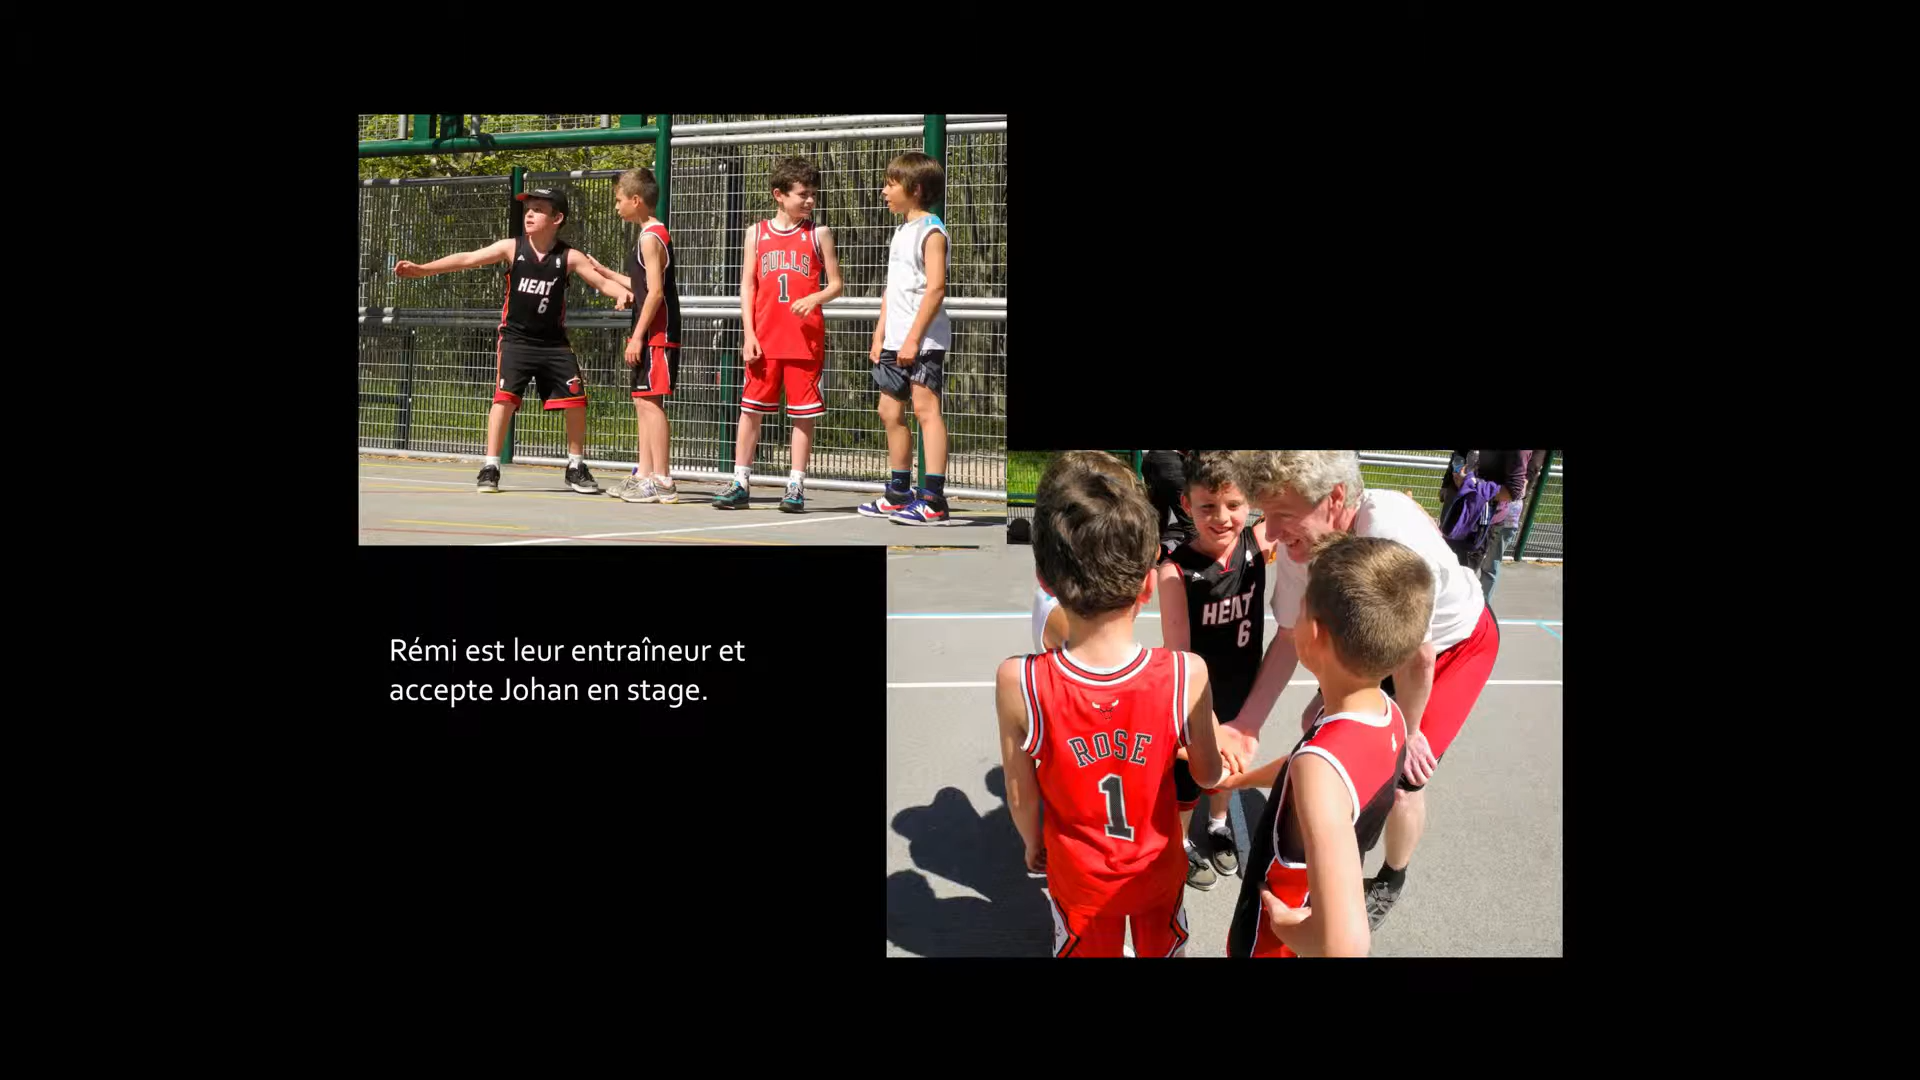 HEAT
6
BULLS
1
Rémi est leur entraîneur et
accepte Johan en stage.
HEAT
6
ROSE
1